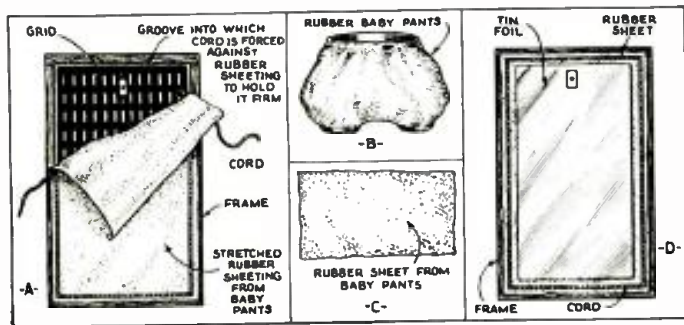 GRID
GROOVE INTO WHICH
CORD IS FORCED
AGAINST
RUBBER
SHEETING
TO HOLD
IT FIRM
CORD
FRAME
STRETCHED
RUBBER
SHEETING
FROM
BABY
PANTS
-A-
RUBBER BABY PANTS
-B-
RUBBER SHEET FROM
BABY PANTS
-C-
TIN
FOIL
RUBBER
SHEET
-D-
FRAME
CORD